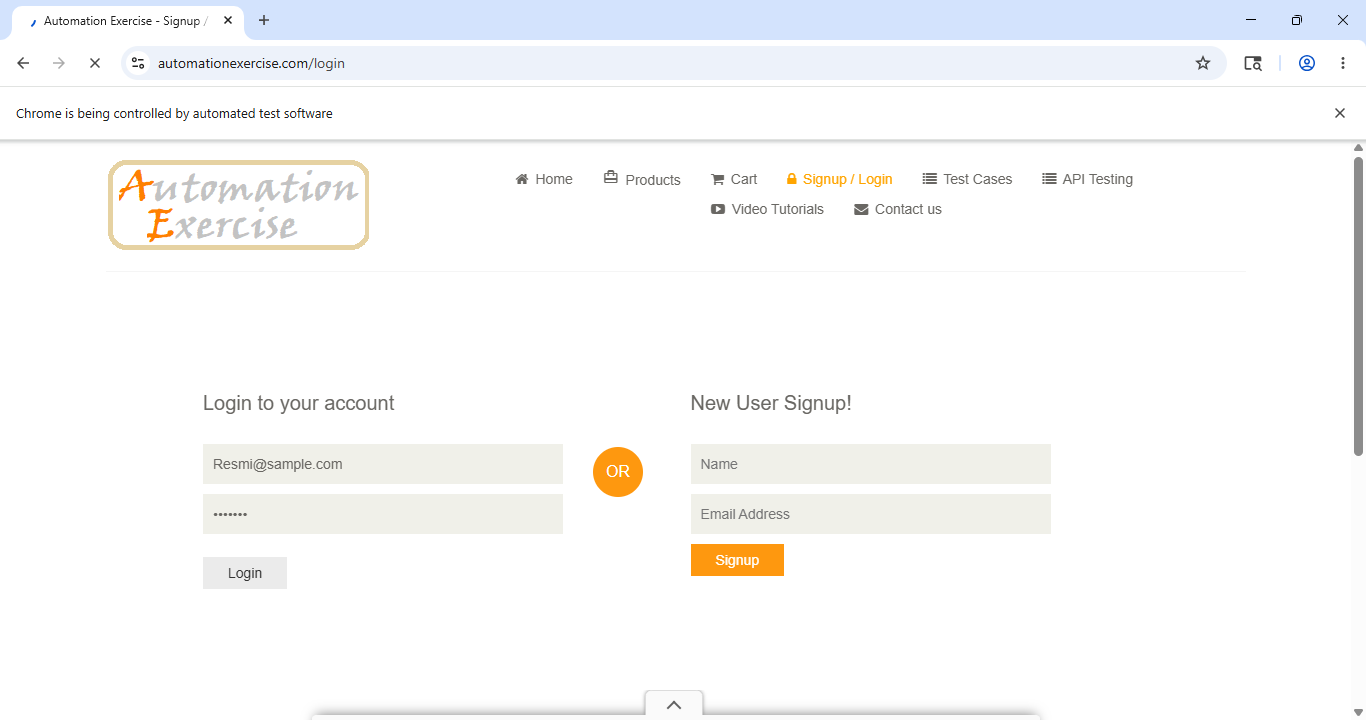 Automation Exercise - Signup /
automationexercise.com/login
Chrome is being controlled by automated test software
Automation
Exercise
Home
Products
Cart
Signup / Login
Test Cases
API Testing
Video Tutorials
Contact us
Login to your account
Resmi@sample.com
•••••••
Login
OR
New User Signup!
Name
Email Address
Signup